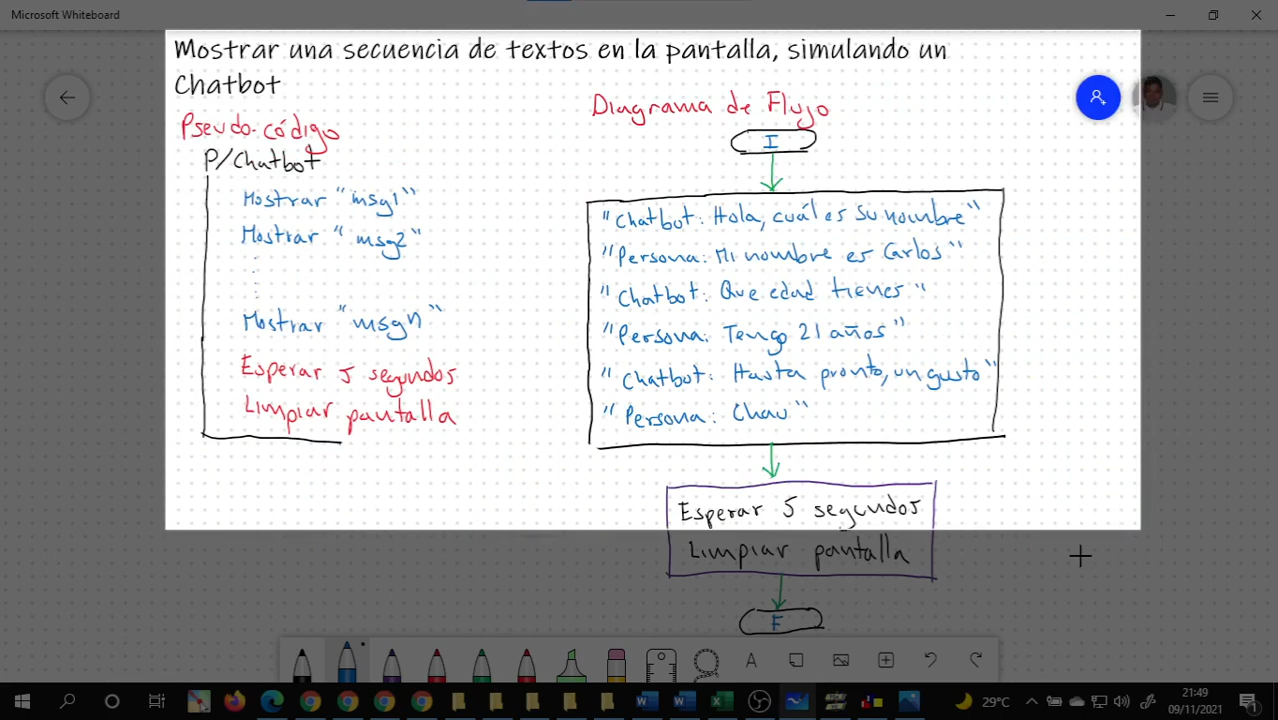 Microsoft Whiteboard
Mostrar una secuencia de textos en la pantalla, simulando un
Chatbot
Pseudo-código
P/Chatbot
Mostrar "msg1"
Mostrar "msg2"
Mostrar "msgn"
Esperar 5 segundos
Limpiar pantalla
Diagrama de Flujo
I
"Chatbot: Hola, cuál es su nombre"
"Persona: Mi nombre es Carlos"
"Chatbot: Que edad tienes"
"Persona: Tengo 21 años"
"Chatbot: Hasta pronto, un gusto"
"Persona: Chau"
Esperar 5 segundos
Limpiar pantalla
F
29°C
21:49
09/11/2021